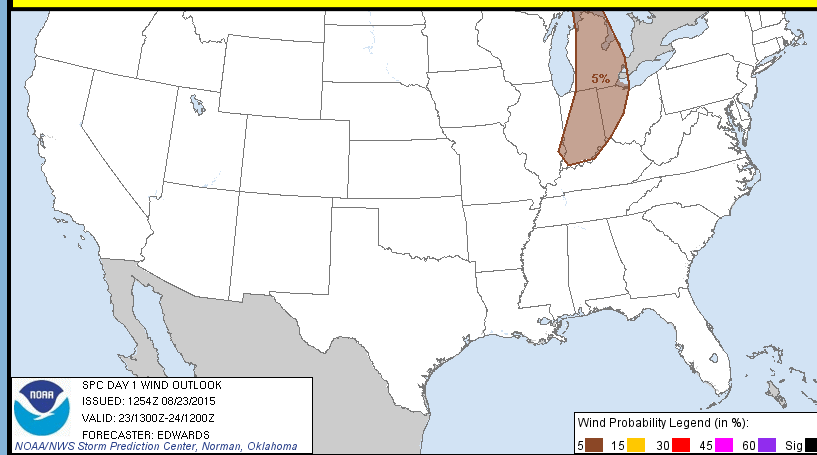 5%
SPC DAY 1 WIND OUTLOOK
ISSUED: 1254Z 08/23/2015
VALID: 23/1300Z-24/1200Z
FORECASTER: EDWARDS
NOAA/NWS Storm Prediction Center, Norman, Oklahoma
NOAA
Wind Probability Legend (in %):
5 15 30 45 60 Sig